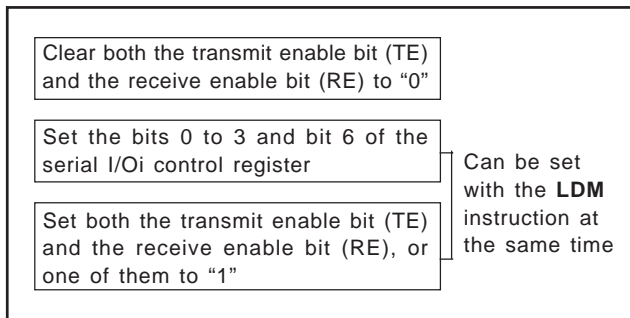 Clear both the transmit enable bit (TE)
and the receive enable bit (RE) to “0”
Set the bits 0 to 3 and bit 6 of the
serial I/Oi control register
Set both the transmit enable bit (TE)
and the receive enable bit (RE), or
one of them to “1”
Can be set
with the LDM
instruction at
the same time